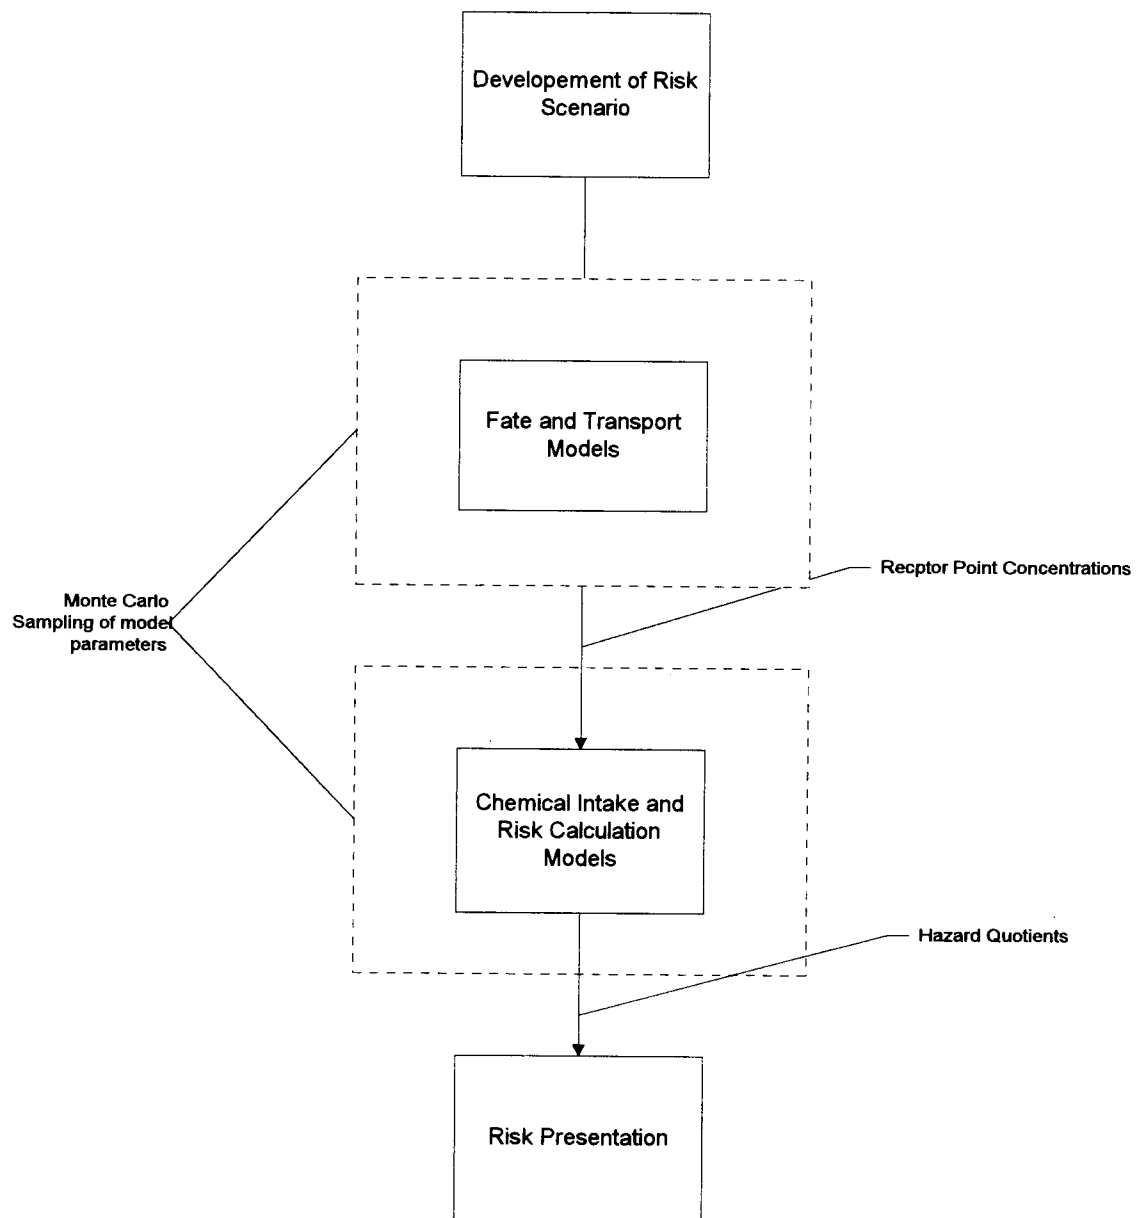 Developement of Risk
Scenario
Fate and Transport
Models
Recptor Point Concentrations
Monte Carlo
Sampling of model
parameters
Chemical Intake and
Risk Calculation
Models
Hazard Quotients
Risk Presentation